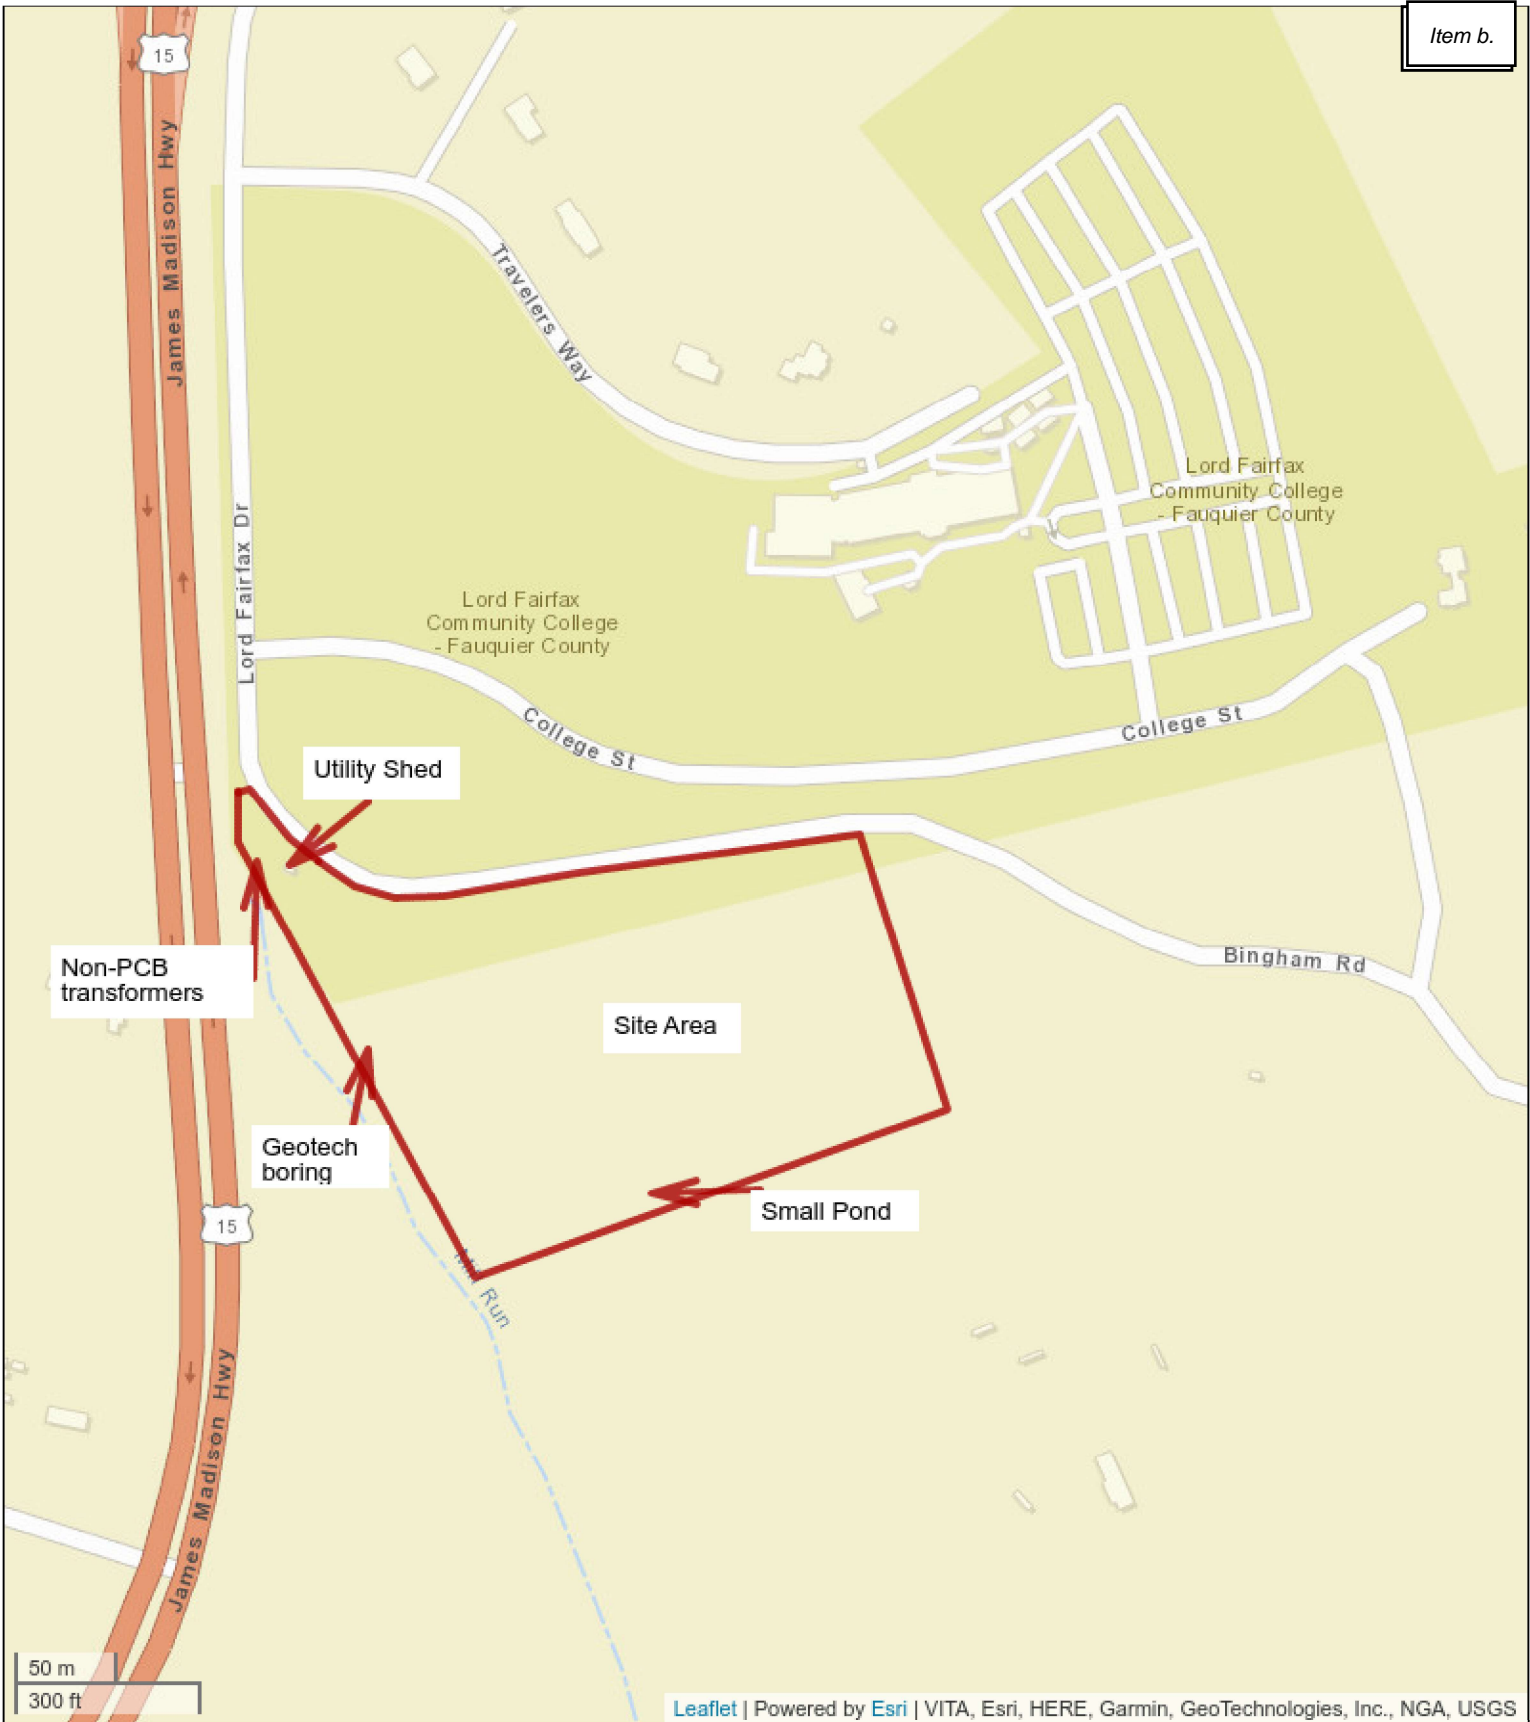 Item b.
15
James Madison Hwy
Travelers Way
Lord Fairfax
Community College
- Fauquier County
Lord Fairfax Dr
Lord Fairfax
Community College
- Fauquier County
College St
College St
Utility Shed
Non-PCB
transformers
Bingham Rd
Site Area
Geotech
boring
Small Pond
15
Run
James Madison Hwy
50 m
300 ft
Leaflet | Powered by Esri | VITA, Esri, HERE, Garmin, GeoTechnologies, Inc., NGA, USGS